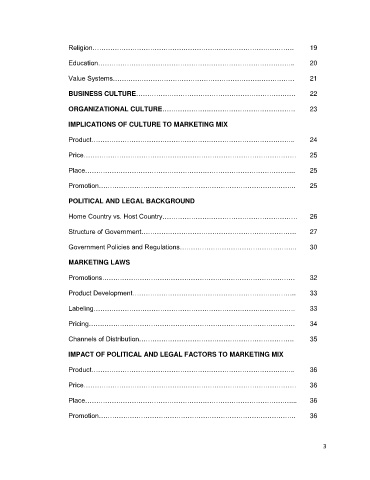 Religion……………………………………………………………………………… 19
Education…………………………………………………………………………….. 20
Value Systems………………………………………………………………………. 21
BUSINESS CULTURE……………………………………………………………… 22
ORGANIZATIONAL CULTURE…………………………………………………… 23
IMPLICATIONS OF CULTURE TO MARKETING MIX
Product……………………………………………………………………………….. 24
Price…………………………………………………………………………………… 25
Place…………………………………………………………………………………... 25
Promotion…………………………………………………………………………….. 25
POLITICAL AND LEGAL BACKGROUND
Home Country vs. Host Country…………………………………………………… 26
Structure of Government……………………………………………………………... 27
Government Policies and Regulations……………………………………………… 30
MARKETING LAWS
Promotions…………………………………………………………………………… 32
Product Development………………………………………………………………... 33
Labeling……………………………………………………………………………… 33
Pricing………………………………………………………………………………… 34
Channels of Distribution……………………………………………………………… 35
IMPACT OF POLITICAL AND LEGAL FACTORS TO MARKETING MIX
Product……………………………………………………………………………….. 36
Price…………………………………………………………………………………… 36
Place…………………………………………………………………………………... 36
Promotion…………………………………………………………………………….. 36
3